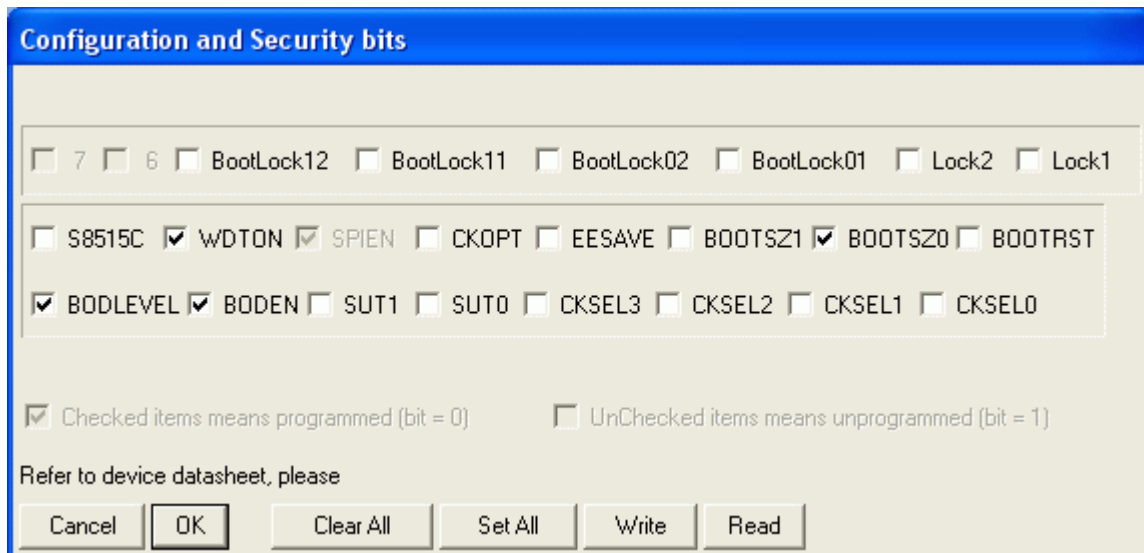 Configuration and Security bits
7 6 BootLock12 BootLock11 BootLock02 BootLock01 Lock2 Lock1
S8515C WDTON SPIEN CKOPT EESAVE BOOTSZ1 BOOTSZ0 BOOTRST
BODLEVEL BODEN SUT1 SUT0 CKSEL3 CKSEL2 CKSEL1 CKSEL0
Checked items means programmed (bit = 0) UnChecked items means unprogrammed (bit = 1)
Refer to device datasheet, please
Cancel OK Clear All Set All Write Read